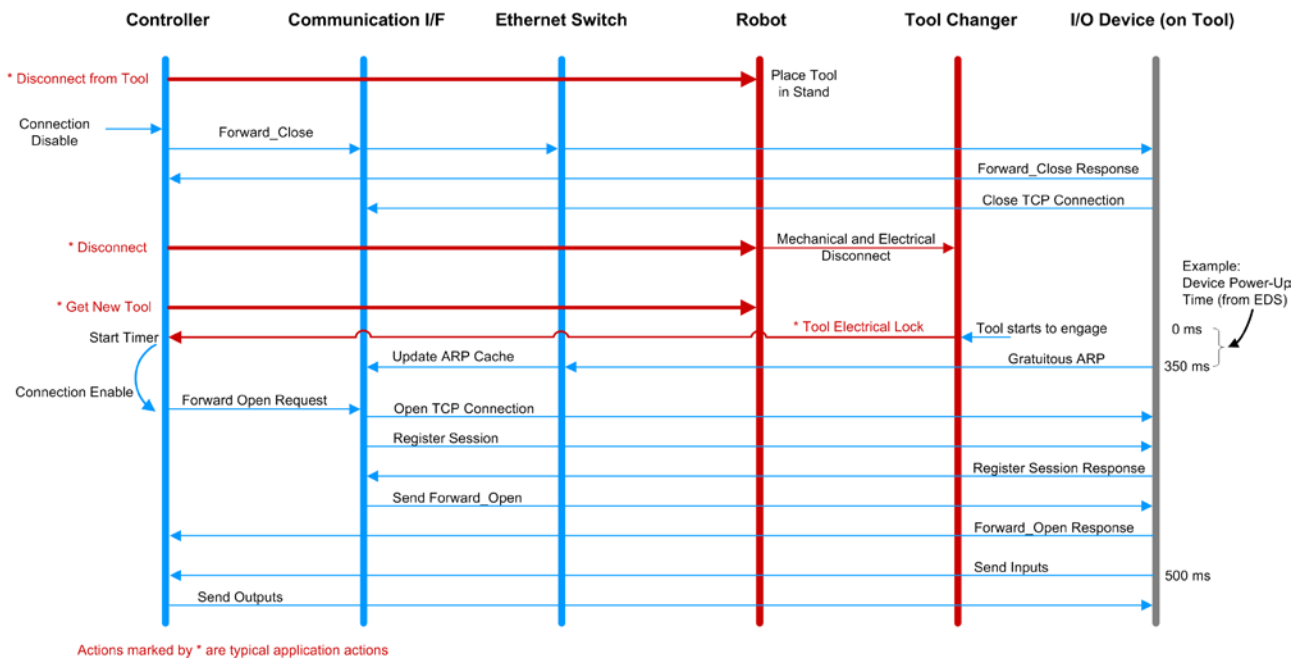 Controller
Communication I/F
Ethernet Switch
Robot
Tool Changer
I/O Device (on Tool)
* Disconnect from Tool
Place Tool
in Stand
Connection
Disable
Forward_Close
Forward_Close Response
Close TCP Connection
* Disconnect
Mechanical and Electrical
Disconnect
Example:
Device Power-Up
Time (from EDS)
* Get New Tool
Start Timer
* Tool Electrical Lock
Tool starts to engage
0 ms
Update ARP Cache
Gratuitous ARP
350 ms
Connection Enable
Forward Open Request
Open TCP Connection
Register Session
Register Session Response
Send Forward_Open
Forward_Open Response
Send Inputs
500 ms
Send Outputs
Actions marked by * are typical application actions